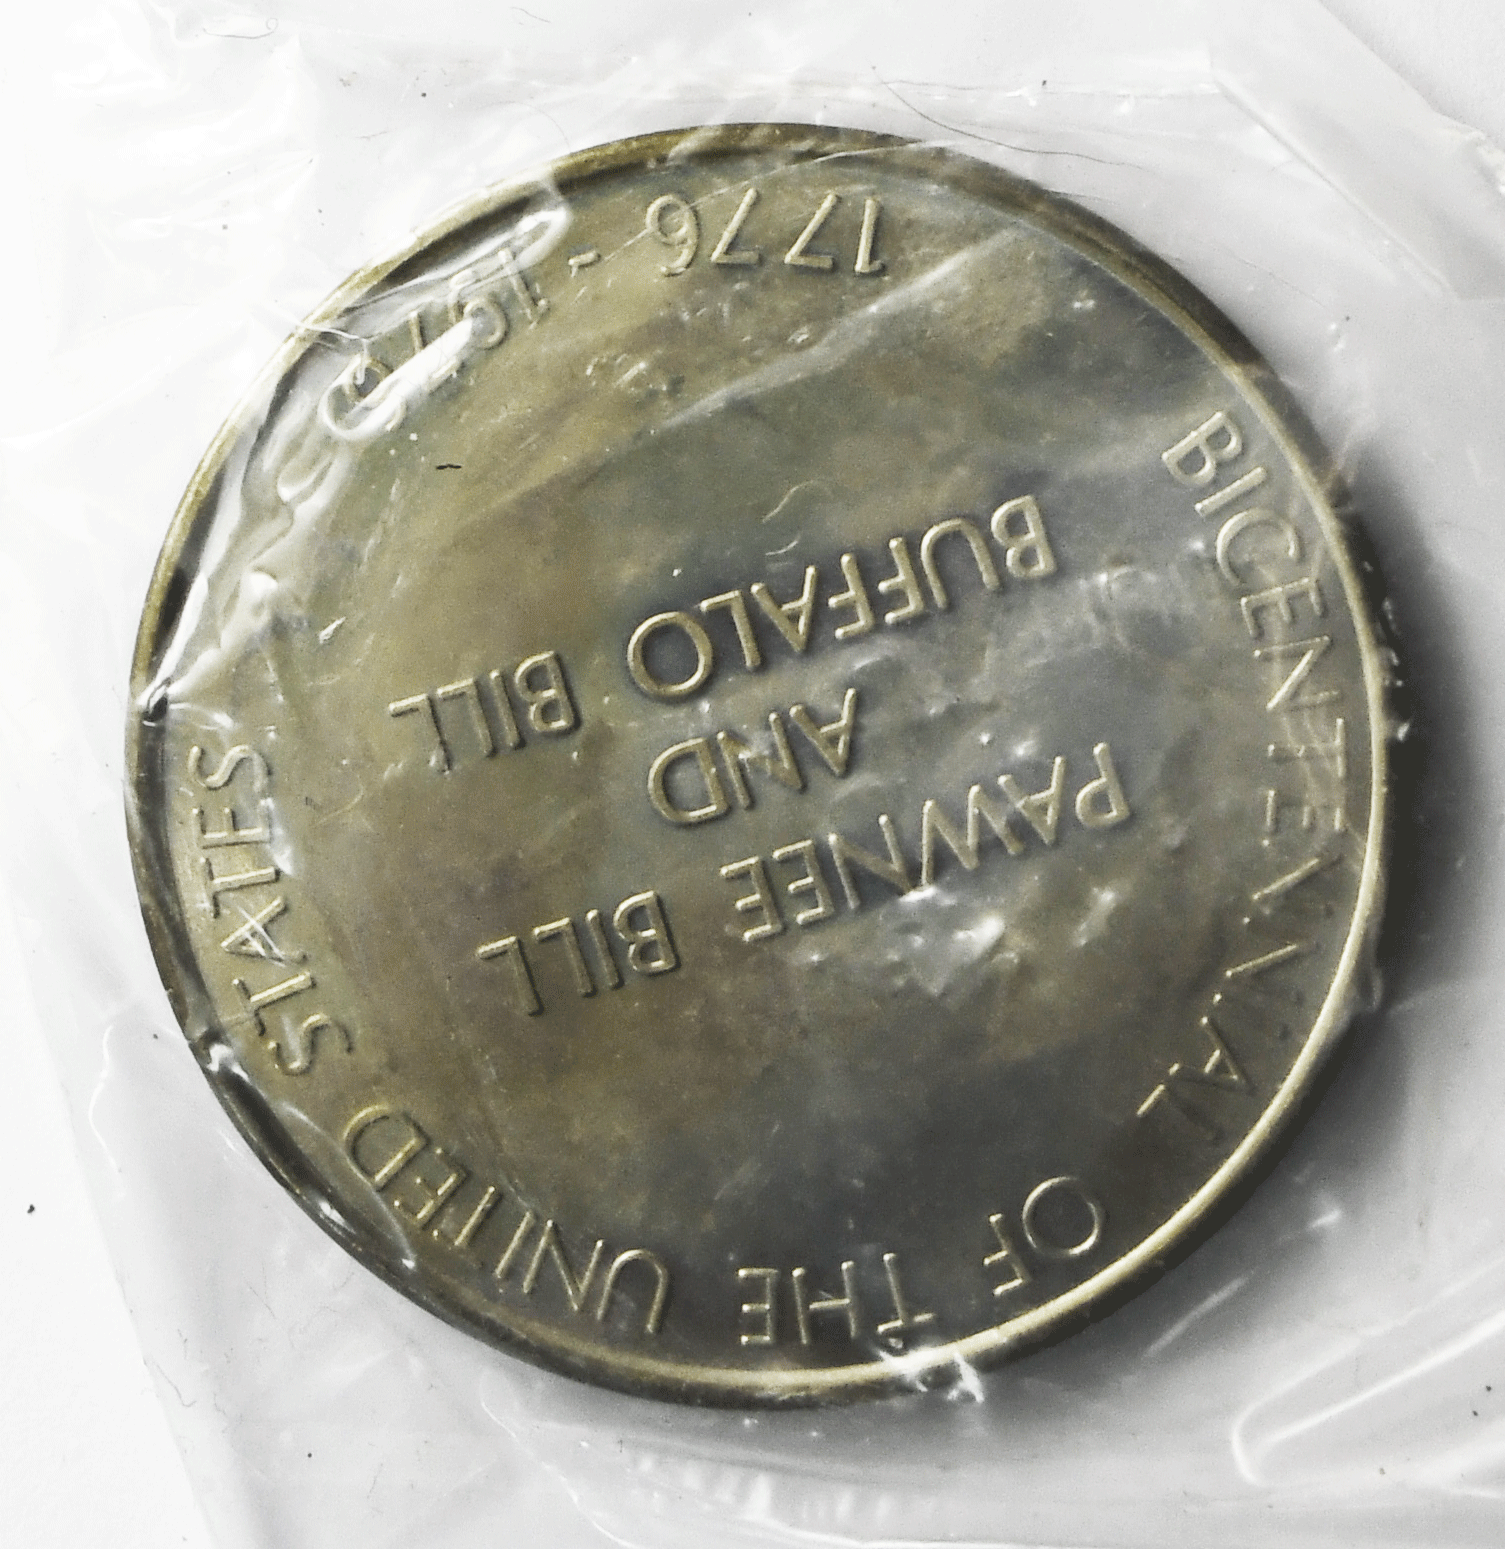 BICENTENNIAL OF THE UNITED STATES
PAWNEE BILL
AND
BUFFALO BILL
1776 - 1976